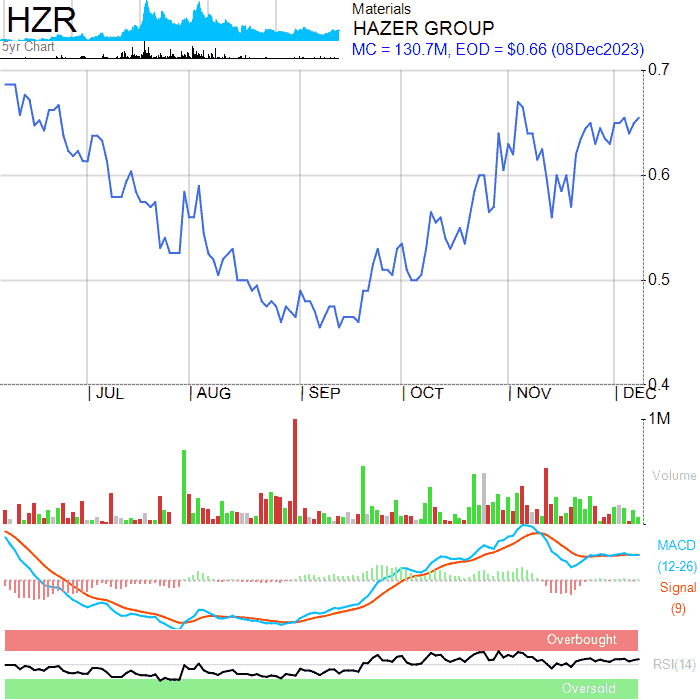 HZR
5yr Chart
Materials
HAZER GROUP
MC = 130.7M, EOD = $0.66 (08Dec2023)
0.7
0.6
0.5
0.4
JUL AUG SEP OCT NOV DEC
1M
Volume
MACD
(12-26)
Signal
(9)
Overbought
RSI(14)
Oversold